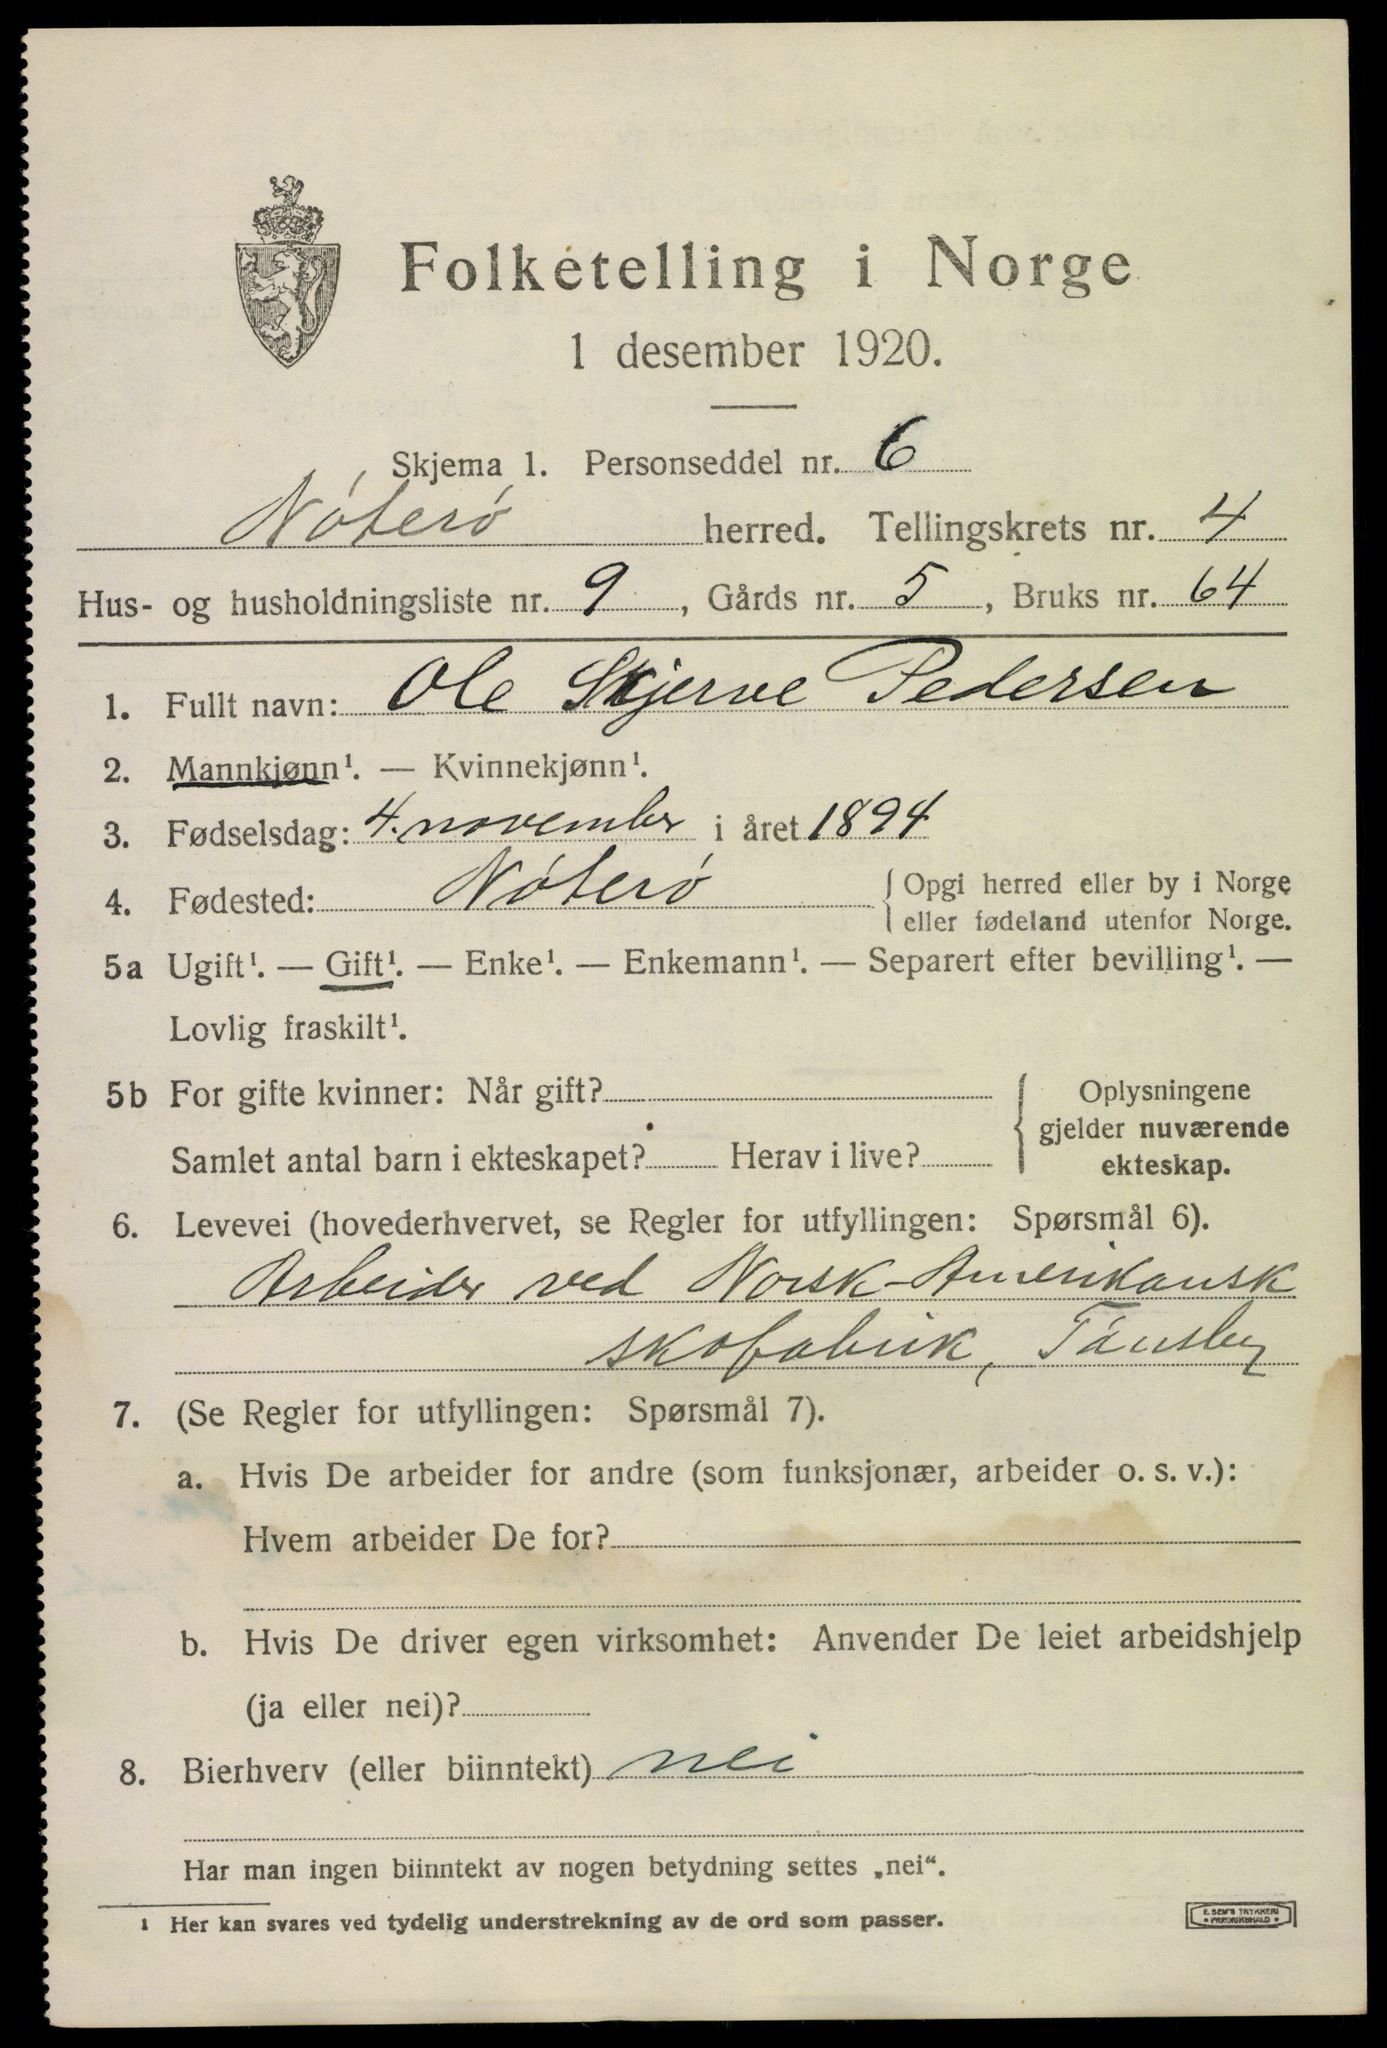 Folketelling i Norge
1 desember 1920.
Skjema 1. Personseddel nr. 6
Nóteró herred. Tellingskrets nr. 4
Hus- og husholdningsliste nr. 9, Gårds nr. 5, Bruks nr. 64
1. Fullt navn: Ole Skjerve Pedersen
2. Mannkjønn¹. — Kvinnekjønn¹.
3. Fødselsdag: 4. november i året 1894
4. Fødested: Nóteró { Opgi herred eller by i Norge
eller fødeland utenfor Norge.
5a Ugift¹. — Gift¹. — Enke¹. — Enkemann¹. — Separert efter bevilling¹. —
Lovlig fraskilt¹.
5b For gifte kvinner: Når gift? { Oplysningene
gjelder nuværende
Samlet antal barn i ekteskapet? Herav i live? ekteskap.
6. Levevei (hovederhvervet, se Regler for utfyllingen: Spørsmål 6).
Arbeider ved Norsk-Amerikansk
skofabrik, Tónsberg
7. (Se Regler for utfyllingen: Spørsmål 7).
a. Hvis De arbeider for andre (som funksjonær, arbeider o. s. v.):
Hvem arbeider De for?
b. Hvis De driver egen virksomhet: Anvender De leiet arbeidshjelp
(ja eller nei)?
8. Bierhverv (eller biinntekt) nei
Har man ingen biinntekt av nogen betydning settes „nei“.
¹ Her kan svares ved tydelig understrekning av de ord som passer.
E. SEM'S TRYKKERI
• FREDRIKSHALD •